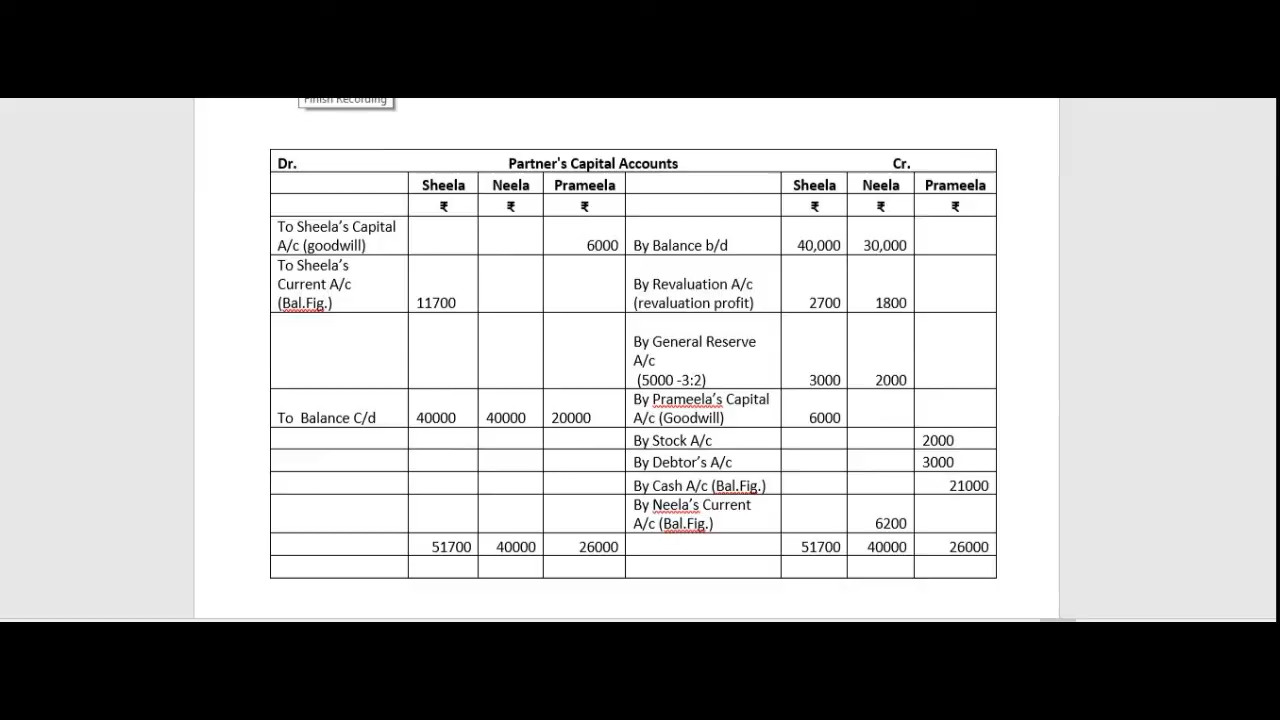 Finish Recording
Dr. Partner's Capital Accounts Cr.
Sheela Neela Prameela Sheela Neela Prameela
₹ ₹ ₹ ₹ ₹ ₹
To Sheela's Capital
A/c (goodwill) 6000 By Balance b/d 40,000 30,000
To Sheela's
Current A/c By Revaluation A/c
(Bal.Fig.) 11700 (revaluation profit) 2700 1800
By General Reserve
A/c
(5000 -3:2) 3000 2000
By Prameela's Capital
To Balance C/d 40000 40000 20000 A/c (Goodwill) 6000
By Stock A/c 2000
By Debtor's A/c 3000
By Cash A/c (Bal.Fig.) 21000
By Neela's Current
A/c (Bal.Fig.) 6200
51700 40000 26000 51700 40000 26000